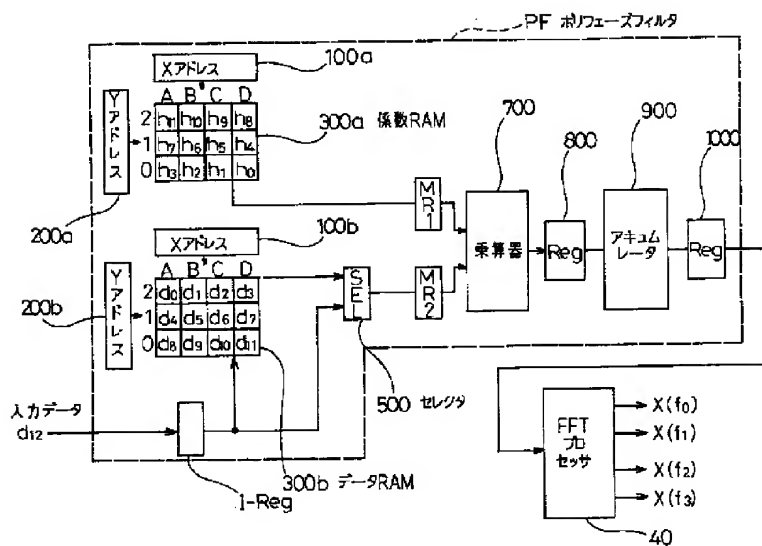 PF ポリフェーズフィルタ
Xアドレス
100a
A B C D
Yアドレス
2 h11 h10 h9 h8
1 h7 h6 h5 h4
0 h3 h2 h1 h0
300a 係数RAM
200a
MR1
700
乗算器
800
Reg
900
アキュムレータ
1000
Reg
Xアドレス
100b
A B C D
Yアドレス
2 d0 d1 d2 d3
1 d4 d5 d6 d7
0 d8 d9 d10 d11
200b
SEL
MR2
500 セレクタ
入力データ
d12
I-Reg
300b データRAM
FFT
プロ
セッサ
X(f0)
X(f1)
X(f2)
X(f3)
40